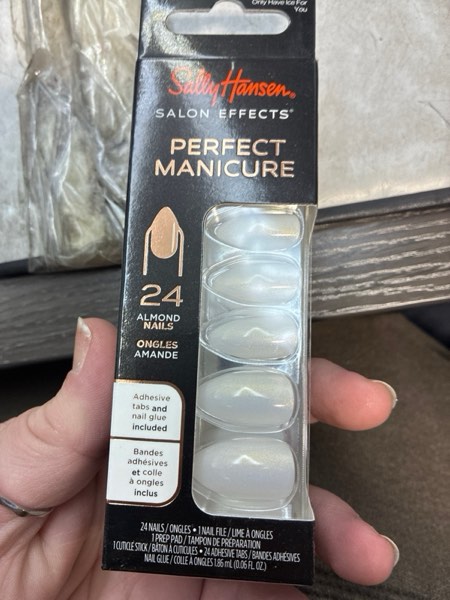 Only Have Ice For
You
Sally Hansen®
SALON EFFECTS®
PERFECT
MANICURE
24
ALMOND
NAILS
ONGLES
AMANDE
Adhesive
tabs and
nail glue
included
Bandes
adhésives
et colle
à ongles
inclus
24 NAILS / ONGLES • 1 NAIL FILE / LIME À ONGLES
1 PREP PAD / TAMPON DE PRÉPARATION
1 CUTICLE STICK / BÂTON À CUTICULES • 24 ADHESIVE TABS / BANDES ADHÉSIVES
NAIL GLUE / COLLE À ONGLES 1.86 mL (0.06 FL. OZ.)